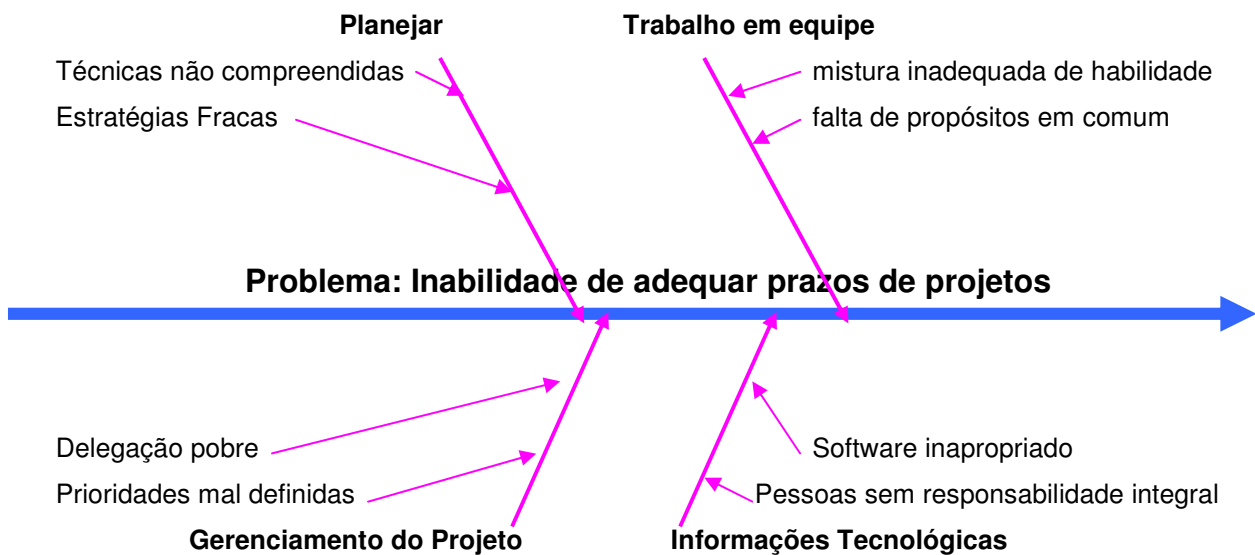 Planejar
Trabalho em equipe
Técnicas não compreendidas
mistura inadequada de habilidade
Estratégias Fracas
falta de propósitos em comum
Problema: Inabilidade de adequar prazos de projetos
Delegação pobre
Software inapropriado
Prioridades mal definidas
Pessoas sem responsabilidade integral
Gerenciamento do Projeto
Informações Tecnológicas